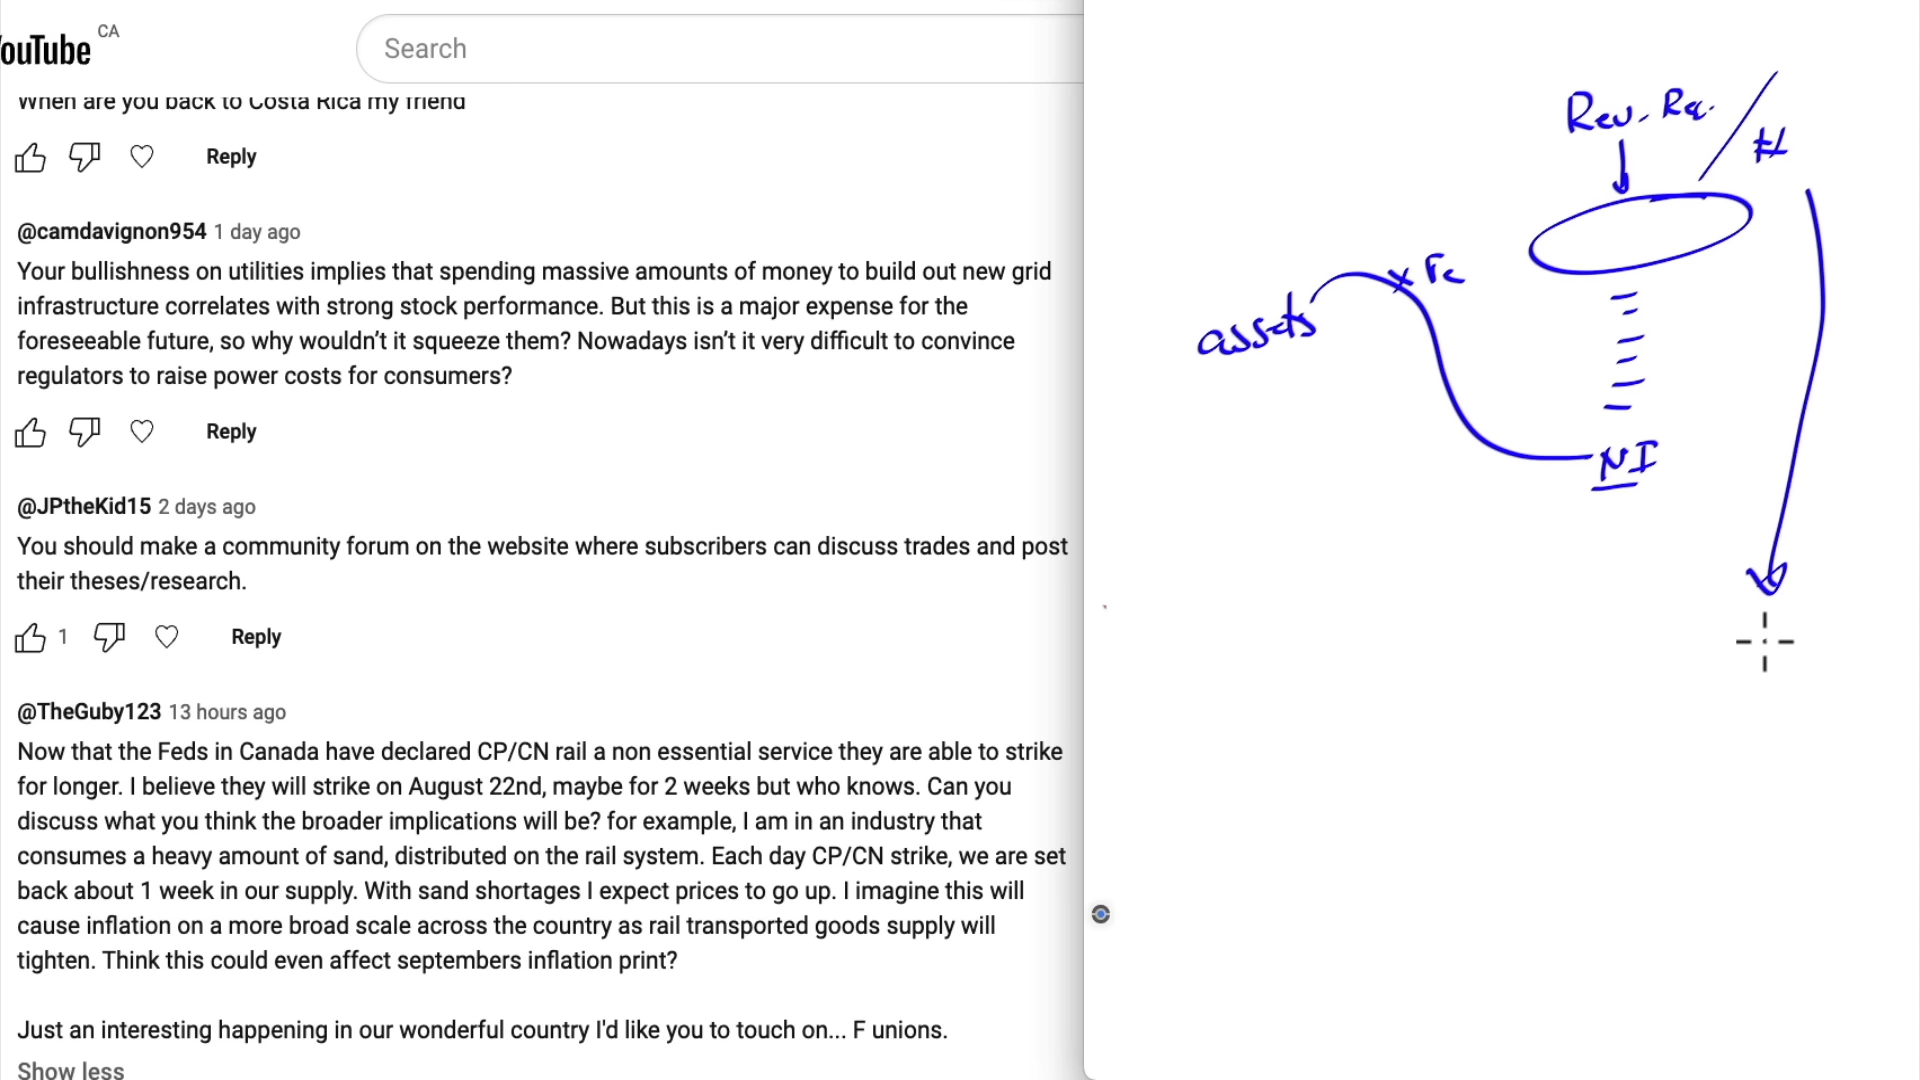 CA
ouTube
Search
When are you back to Costa Rica my friend
Reply
@camdavignon954 1 day ago
Your bullishness on utilities implies that spending massive amounts of money to build out new grid
infrastructure correlates with strong stock performance. But this is a major expense for the
foreseeable future, so why wouldn’t it squeeze them? Nowadays isn’t it very difficult to convince
regulators to raise power costs for consumers?
Reply
@JPtheKid15 2 days ago
You should make a community forum on the website where subscribers can discuss trades and post
their theses/research.
1
Reply
@TheGuby123 13 hours ago
Now that the Feds in Canada have declared CP/CN rail a non essential service they are able to strike
for longer. I believe they will strike on August 22nd, maybe for 2 weeks but who knows. Can you
discuss what you think the broader implications will be? for example, I am in an industry that
consumes a heavy amount of sand, distributed on the rail system. Each day CP/CN strike, we are set
back about 1 week in our supply. With sand shortages I expect prices to go up. I imagine this will
cause inflation on a more broad scale across the country as rail transported goods supply will
tighten. Think this could even affect septembers inflation print?
Just an interesting happening in our wonderful country I'd like you to touch on... F unions.
Show less
Rev. Rq. / #
assets x re
NI